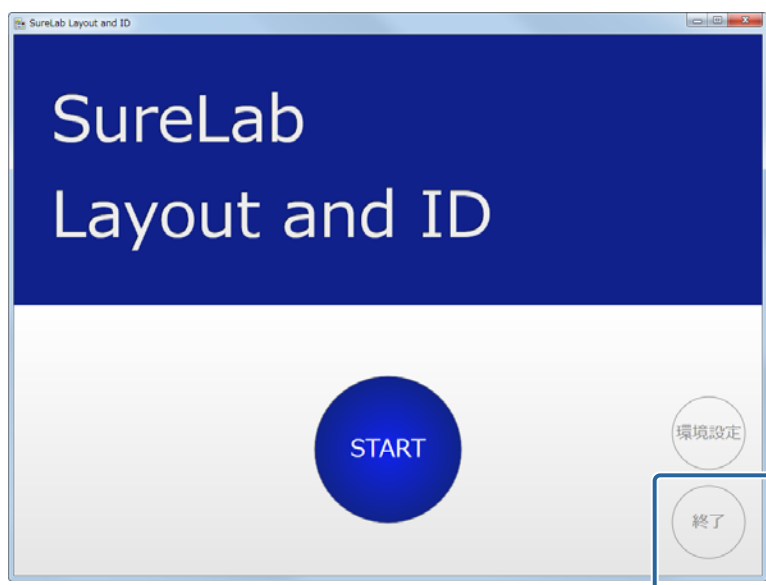 SureLab Layout and ID
SureLab
Layout and ID
START
環境設定
終了